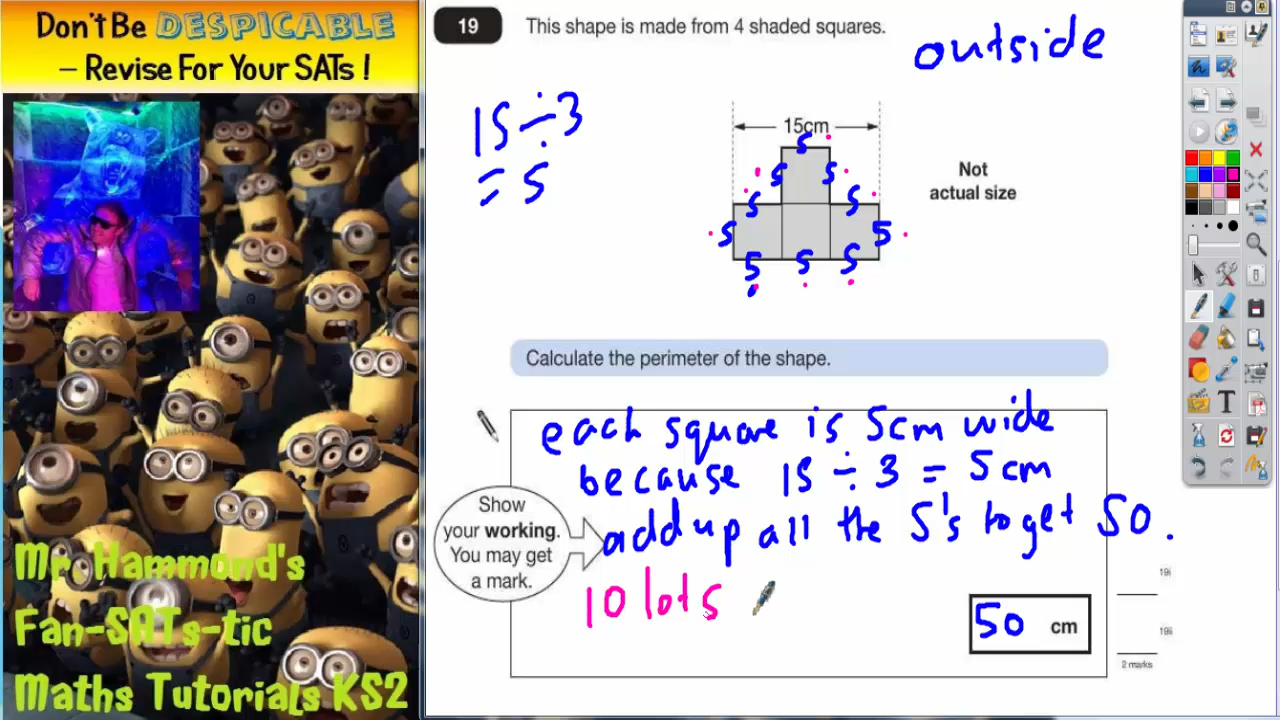 Don't Be DESPICABLE
– Revise For Your SATs !
Mr. Hammond's
Fan-SATs-tic
Maths Tutorials KS2
19
This shape is made from 4 shaded squares.
outside
15 ÷ 3
= 5
15cm
5
5
5
5
5
5
5
5
5
5
Not
actual size
Calculate the perimeter of the shape.
each square is 5cm wide
because 15 ÷ 3 = 5cm
add up all the 5's to get 50.
10 lots
Show
your working.
You may get
a mark.
50 cm
19i
19ii
2 marks